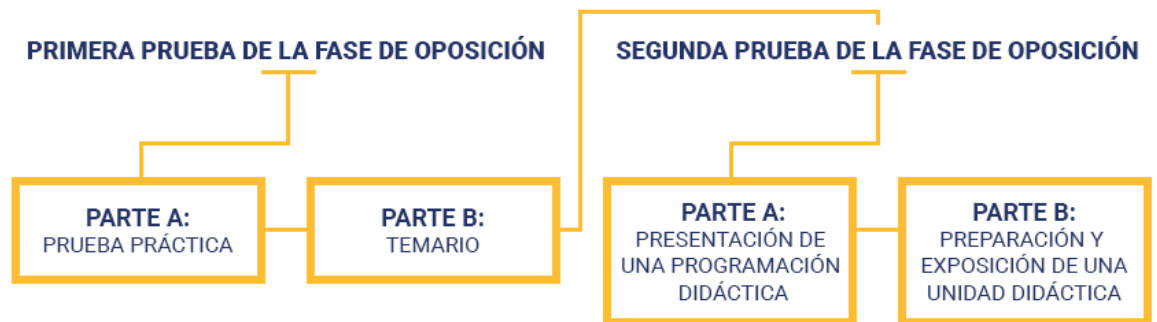 PRIMERA PRUEBA DE LA FASE DE OPOSICIÓN
PARTE A:
PRUEBA PRÁCTICA
PARTE B:
TEMARIO
SEGUNDA PRUEBA DE LA FASE DE OPOSICIÓN
PARTE A:
PRESENTACIÓN DE
UNA PROGRAMACIÓN
DIDÁCTICA
PARTE B:
PREPARACIÓN Y
EXPOSICIÓN DE UNA
UNIDAD DIDÁCTICA